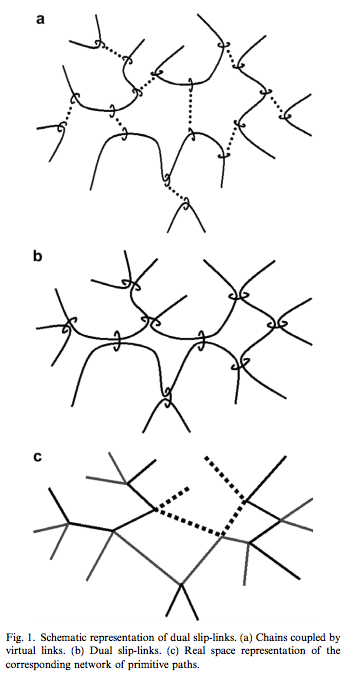 a
b
c
Fig. 1. Schematic representation of dual slip-links. (a) Chains coupled by
virtual links. (b) Dual slip-links. (c) Real space representation of the
corresponding network of primitive paths.